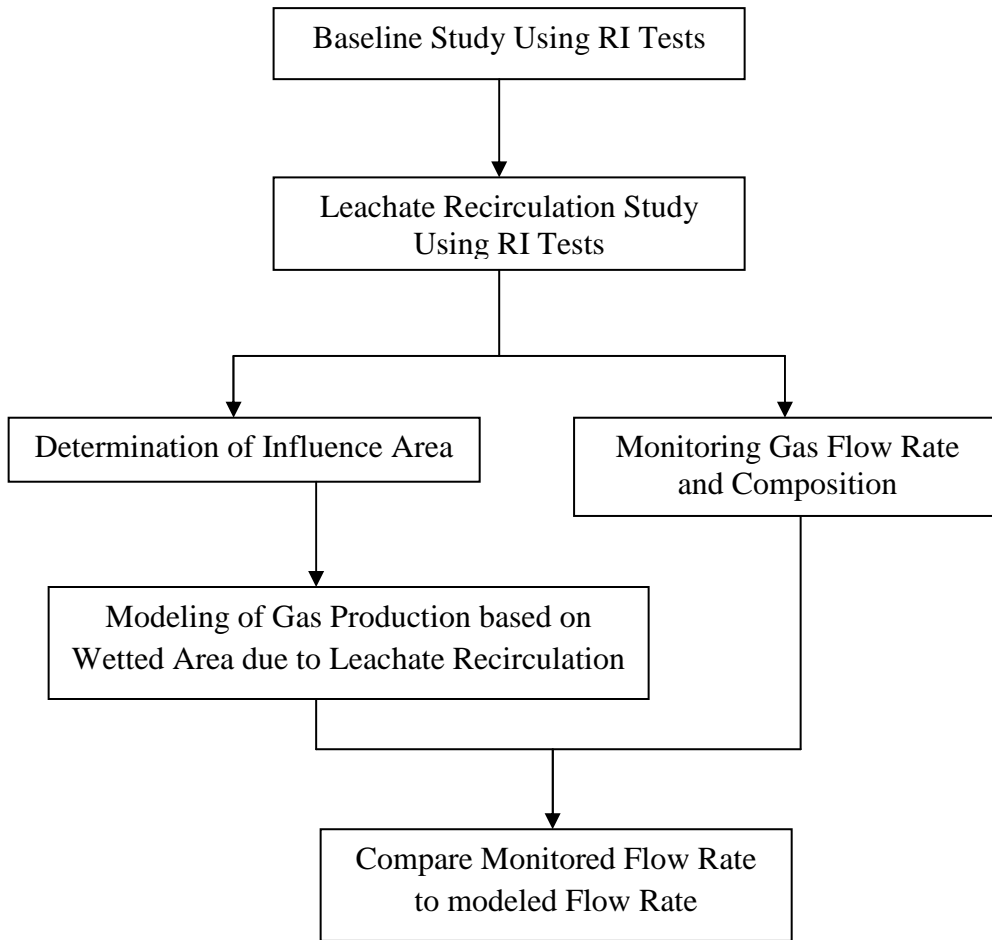 Baseline Study Using RI Tests
Leachate Recirculation Study
Using RI Tests
Determination of Influence Area
Monitoring Gas Flow Rate
and Composition
Modeling of Gas Production based on
Wetted Area due to Leachate Recirculation
Compare Monitored Flow Rate
to modeled Flow Rate